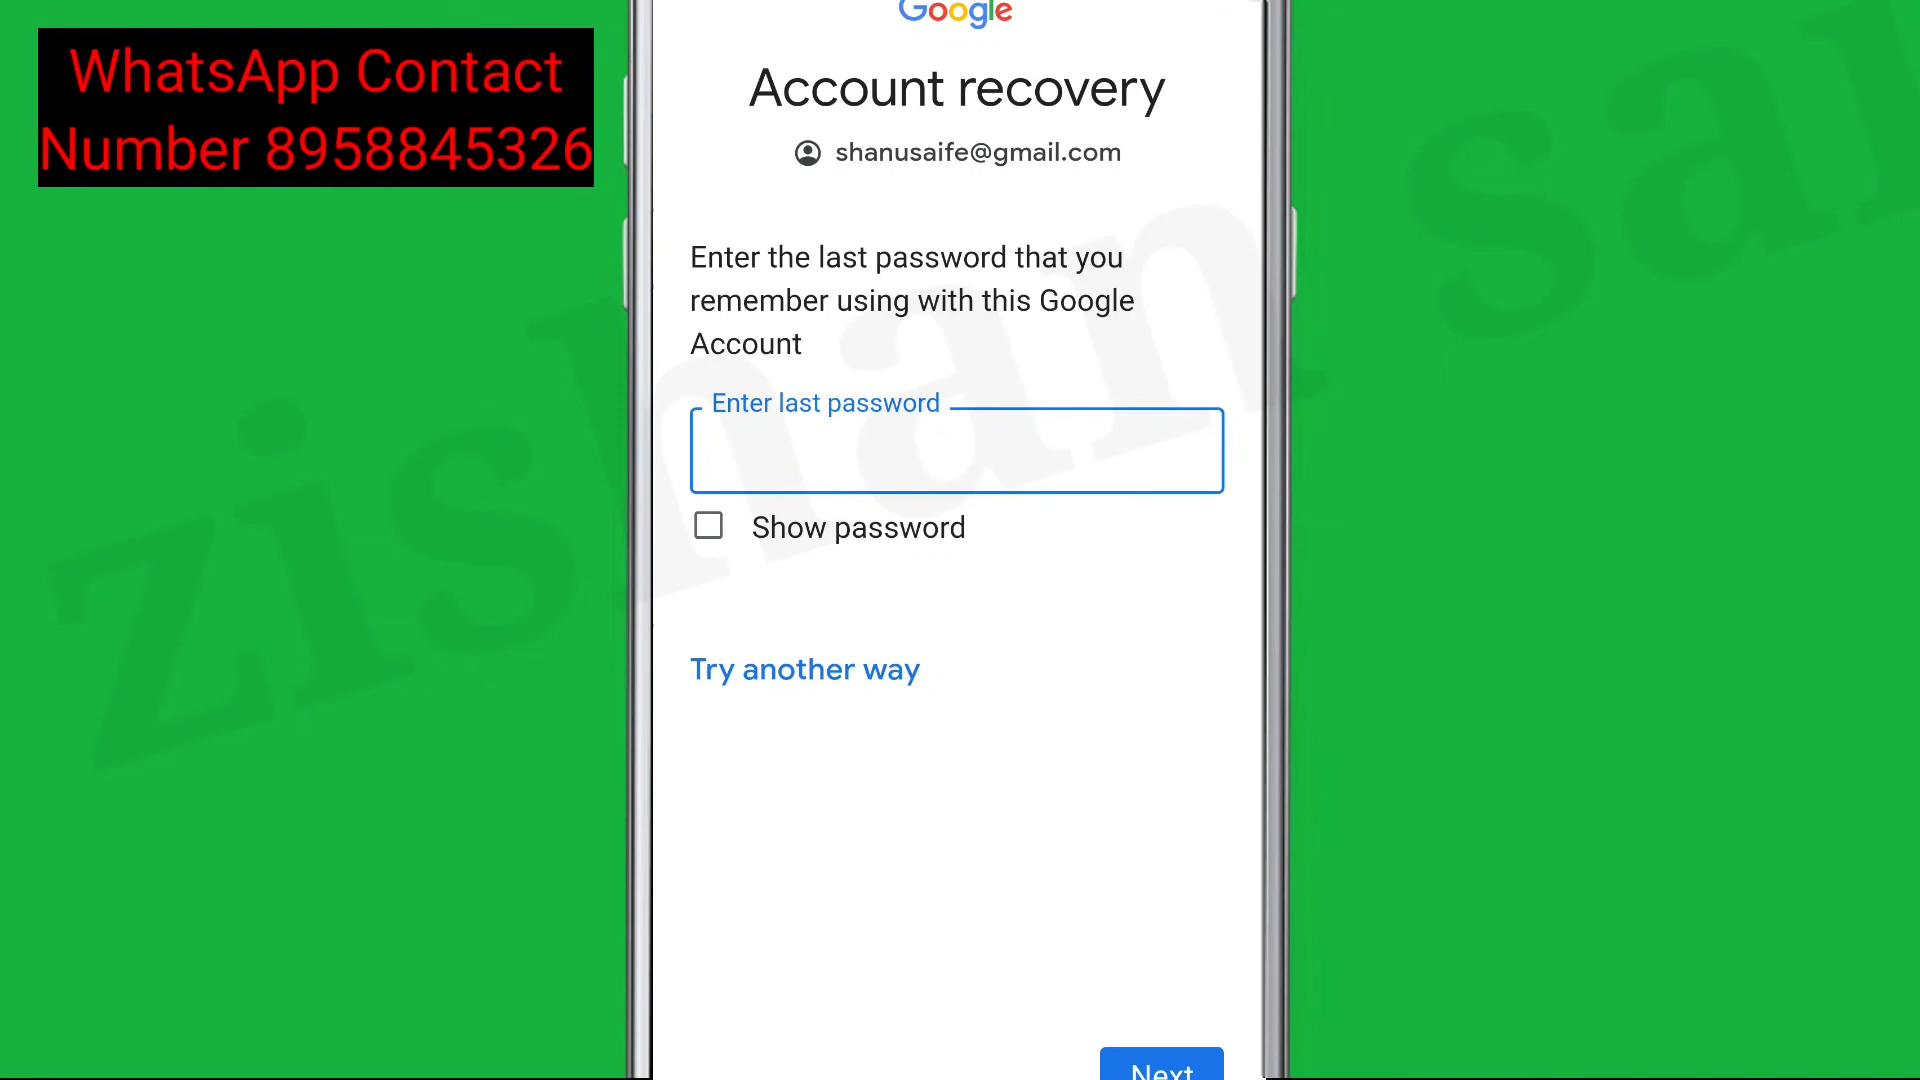 WhatsApp Contact
Number 8958845326
Google
Account recovery
shanusaife@gmail.com
Enter the last password that you
remember using with this Google
Account
Enter last password
Show password
Try another way
Next
zishan